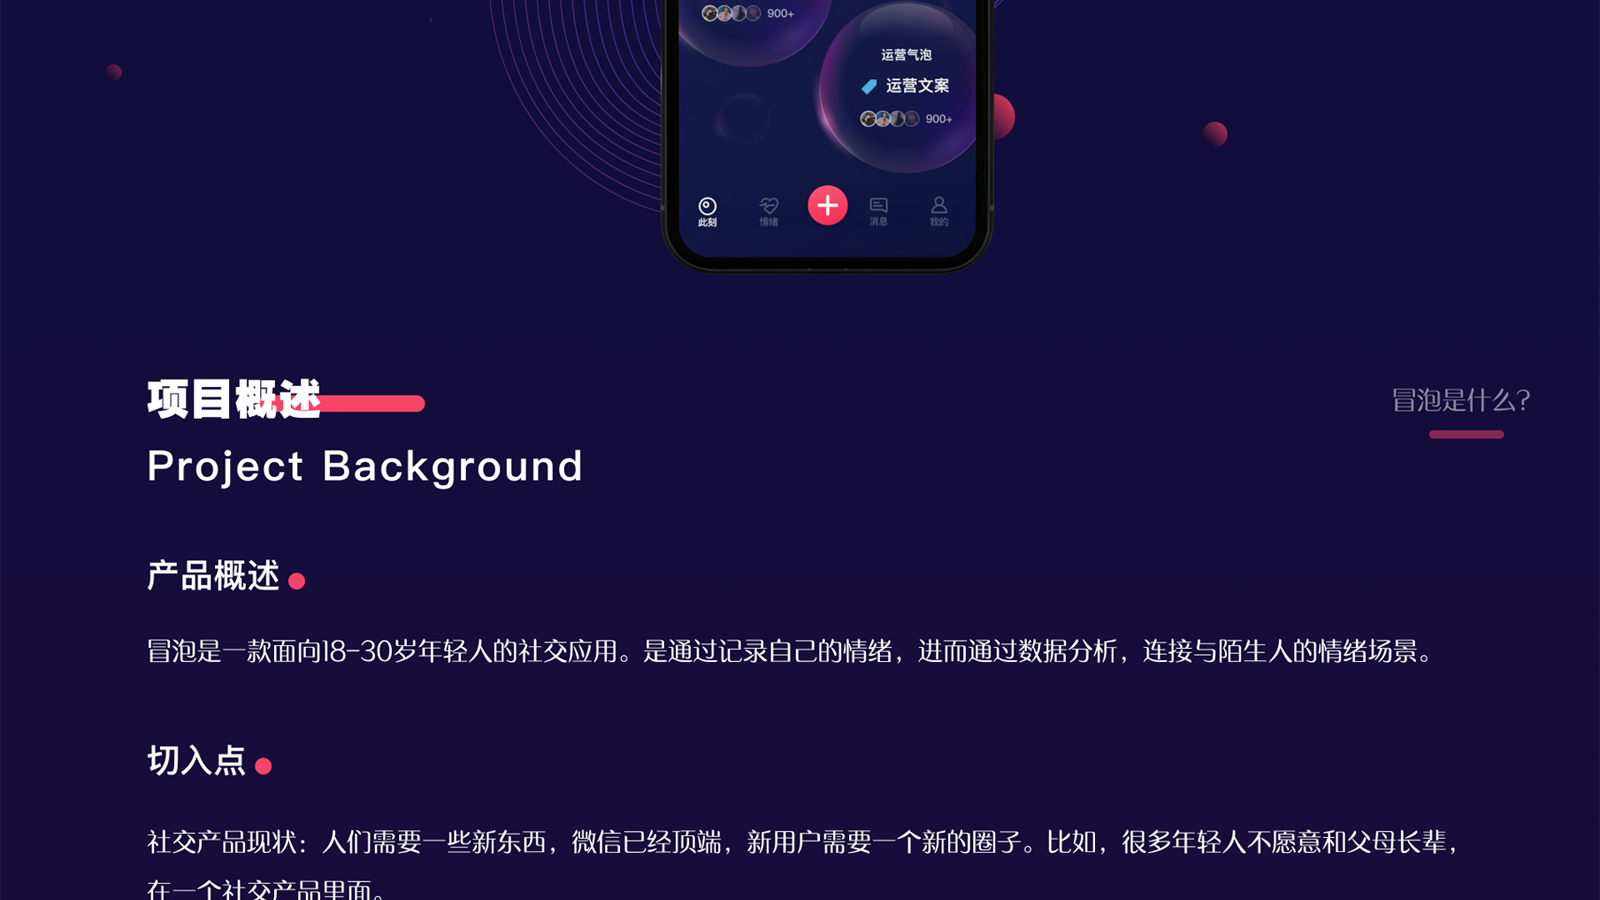 900+
运营气泡
运营文案
900+
此刻
情绪
消息
我的
项目概述
冒泡是什么?
Project Background
产品概述
冒泡是一款面向18-30岁年轻人的社交应用。是通过记录自己的情绪，进而通过数据分析，连接与陌生人的情绪场景。
切入点
社交产品现状：人们需要一些新东西，微信已经顶端，新用户需要一个新的圈子。比如，很多年轻人不愿意和父母长辈，
在一个社交产品里面。